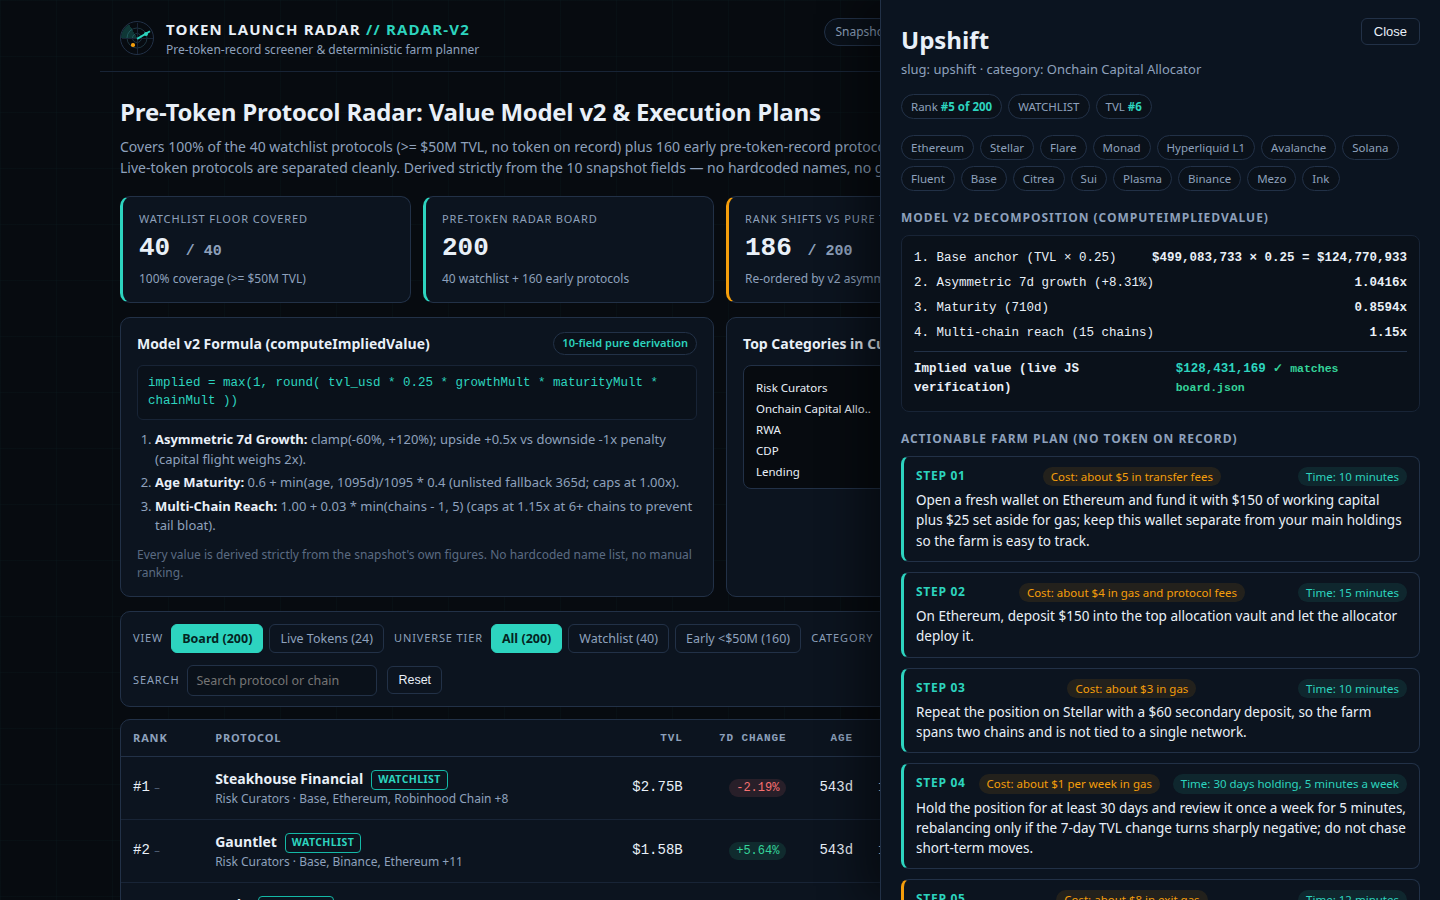 TOKEN LAUNCH RADAR // RADAR-V2
Pre-token-record screener & deterministic farm planner
Pre-Token Protocol Radar: Value Model v2 & Execution Plans
Covers 100% of the 40 watchlist protocols (>= $50M TVL, no token on record) plus 160 early pre-token-record
Live-token protocols are separated cleanly. Derived strictly from the 10 snapshot fields — no hardcoded names, no
WATCHLIST FLOOR COVERED
40 / 40
100% coverage (>= $50M TVL)
PRE-TOKEN RADAR BOARD
200
40 watchlist + 160 early protocols
RANK SHIFTS VS PURE
186 / 200
Re-ordered by v2
Model v2 Formula (computeImpliedValue)
10-field pure derivation
implied = max(1, round( tvl_usd * 0.25 * growthMult * maturityMult *
chainMult ))
1. Asymmetric 7d Growth: clamp(-60%, +120%); upside +0.5x vs downside -1x penalty
(capital flight weighs 2x).
2. Age Maturity: 0.6 + min(age, 1095d)/1095 * 0.4 (unlisted fallback 365d; caps at 1.00x).
3. Multi-Chain Reach: 1.00 + 0.03 * min(chains - 1, 5) (caps at 1.15x at 6+ chains to prevent
tail bloat).
Every value is derived strictly from the snapshot's own figures. No hardcoded name list, no manual
ranking.
Top Categories in
Risk Curators
Onchain Capital Allo..
RWA
CDP
Lending
VIEW Board (200) Live Tokens (24) UNIVERSE TIER All (200) Watchlist (40) Early <$50M (160) CATEGORY
SEARCH Search protocol or chain Reset
RANK PROTOCOL TVL 7D CHANGE AGE
#1 – Steakhouse Financial WATCHLIST $2.75B -2.19% 543d
Risk Curators · Base, Ethereum, Robinhood Chain +8
#2 – Gauntlet WATCHLIST $1.58B +5.64% 543d
Risk Curators · Base, Binance, Ethereum +11
Upshift
Close
slug: upshift · category: Onchain Capital Allocator
Rank #5 of 200 WATCHLIST TVL #6
Ethereum Stellar Flare Monad Hyperliquid L1 Avalanche Solana
Fluent Base Citrea Sui Plasma Binance Mezo Ink
MODEL V2 DECOMPOSITION (COMPUTEIMPLIEDVALUE)
1. Base anchor (TVL × 0.25) $499,083,733 × 0.25 = $124,770,933
2. Asymmetric 7d growth (+8.31%) 1.0416x
3. Maturity (710d) 0.8594x
4. Multi-chain reach (15 chains) 1.15x
Implied value (live JS $128,431,169 ✓ matches
verification) board.json
ACTIONABLE FARM PLAN (NO TOKEN ON RECORD)
STEP 01 Cost: about $5 in transfer fees Time: 10 minutes
Open a fresh wallet on Ethereum and fund it with $150 of working capital
plus $25 set aside for gas; keep this wallet separate from your main holdings
so the farm is easy to track.
STEP 02 Cost: about $4 in gas and protocol fees Time: 15 minutes
On Ethereum, deposit $150 into the top allocation vault and let the allocator
deploy it.
STEP 03 Cost: about $3 in gas Time: 10 minutes
Repeat the position on Stellar with a $60 secondary deposit, so the farm
spans two chains and is not tied to a single network.
STEP 04 Cost: about $1 per week in gas Time: 30 days holding, 5 minutes a week
Hold the position for at least 30 days and review it once a week for 5 minutes,
rebalancing only if the 7-day TVL change turns sharply negative; do not chase
short-term moves.
STEP 05 Cost: about $8 in exit gas Time: 12 minutes